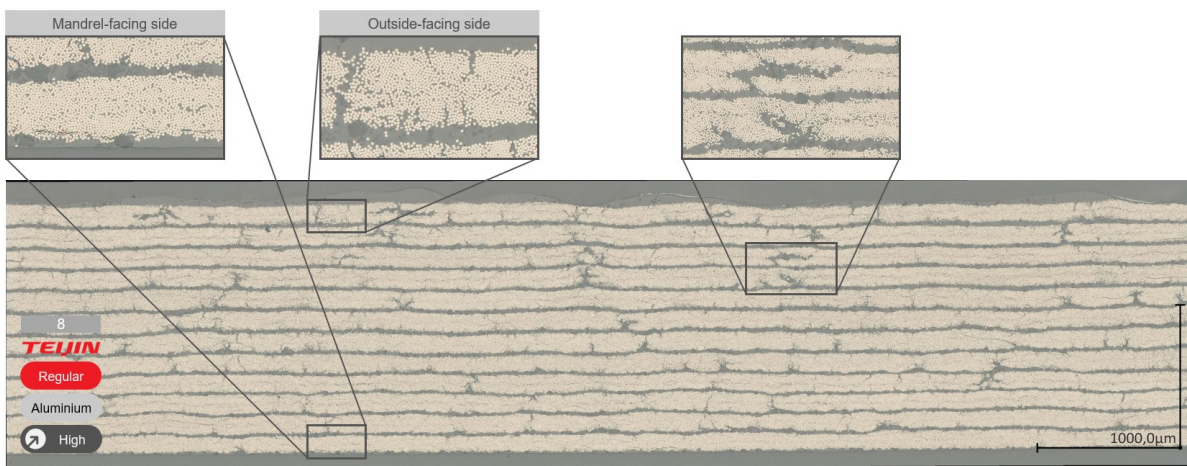 Mandrel-facing side
Outside-facing side
8
TEIJIN
Regular
Aluminium
High
1000,0µm